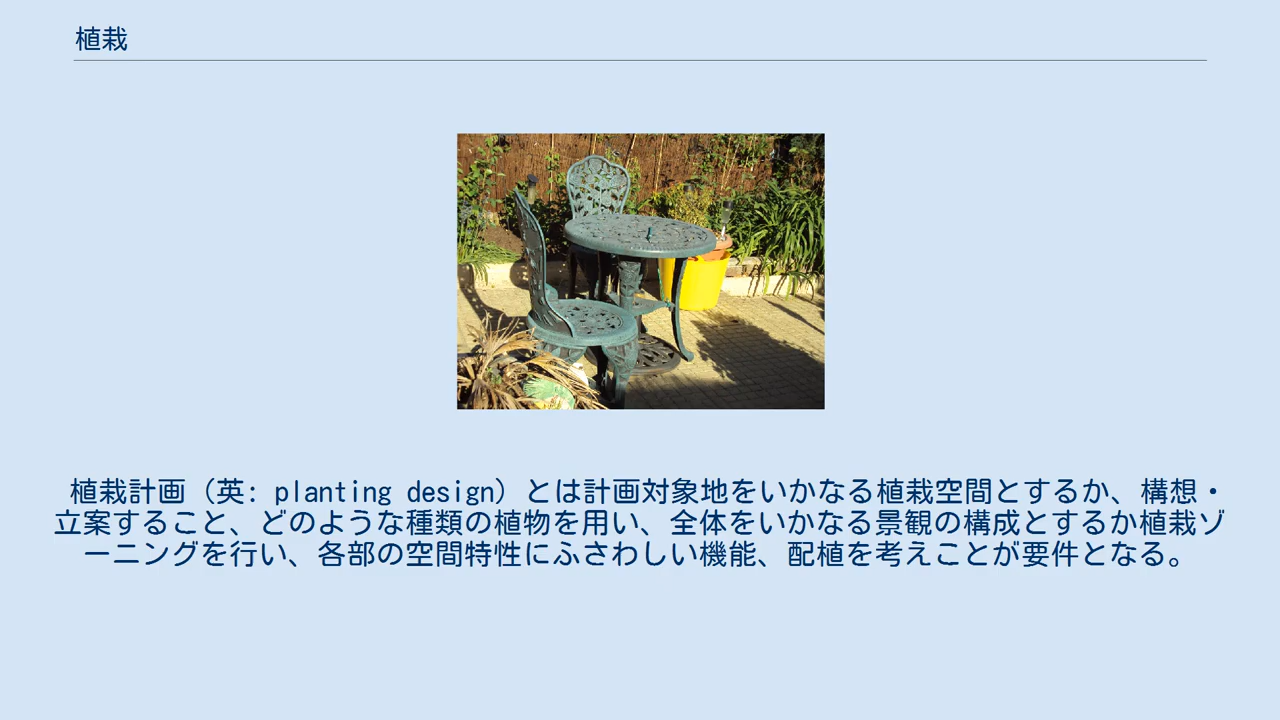 植栽
植栽計画（英: planting design）とは計画対象地をいかなる植栽空間とするか、構想・
立案すること、どのような種類の植物を用い、全体をいかなる景観の構成とするか植栽ゾ
ーニングを行い、各部の空間特性にふさわしい機能、配植を考えことが要件となる。